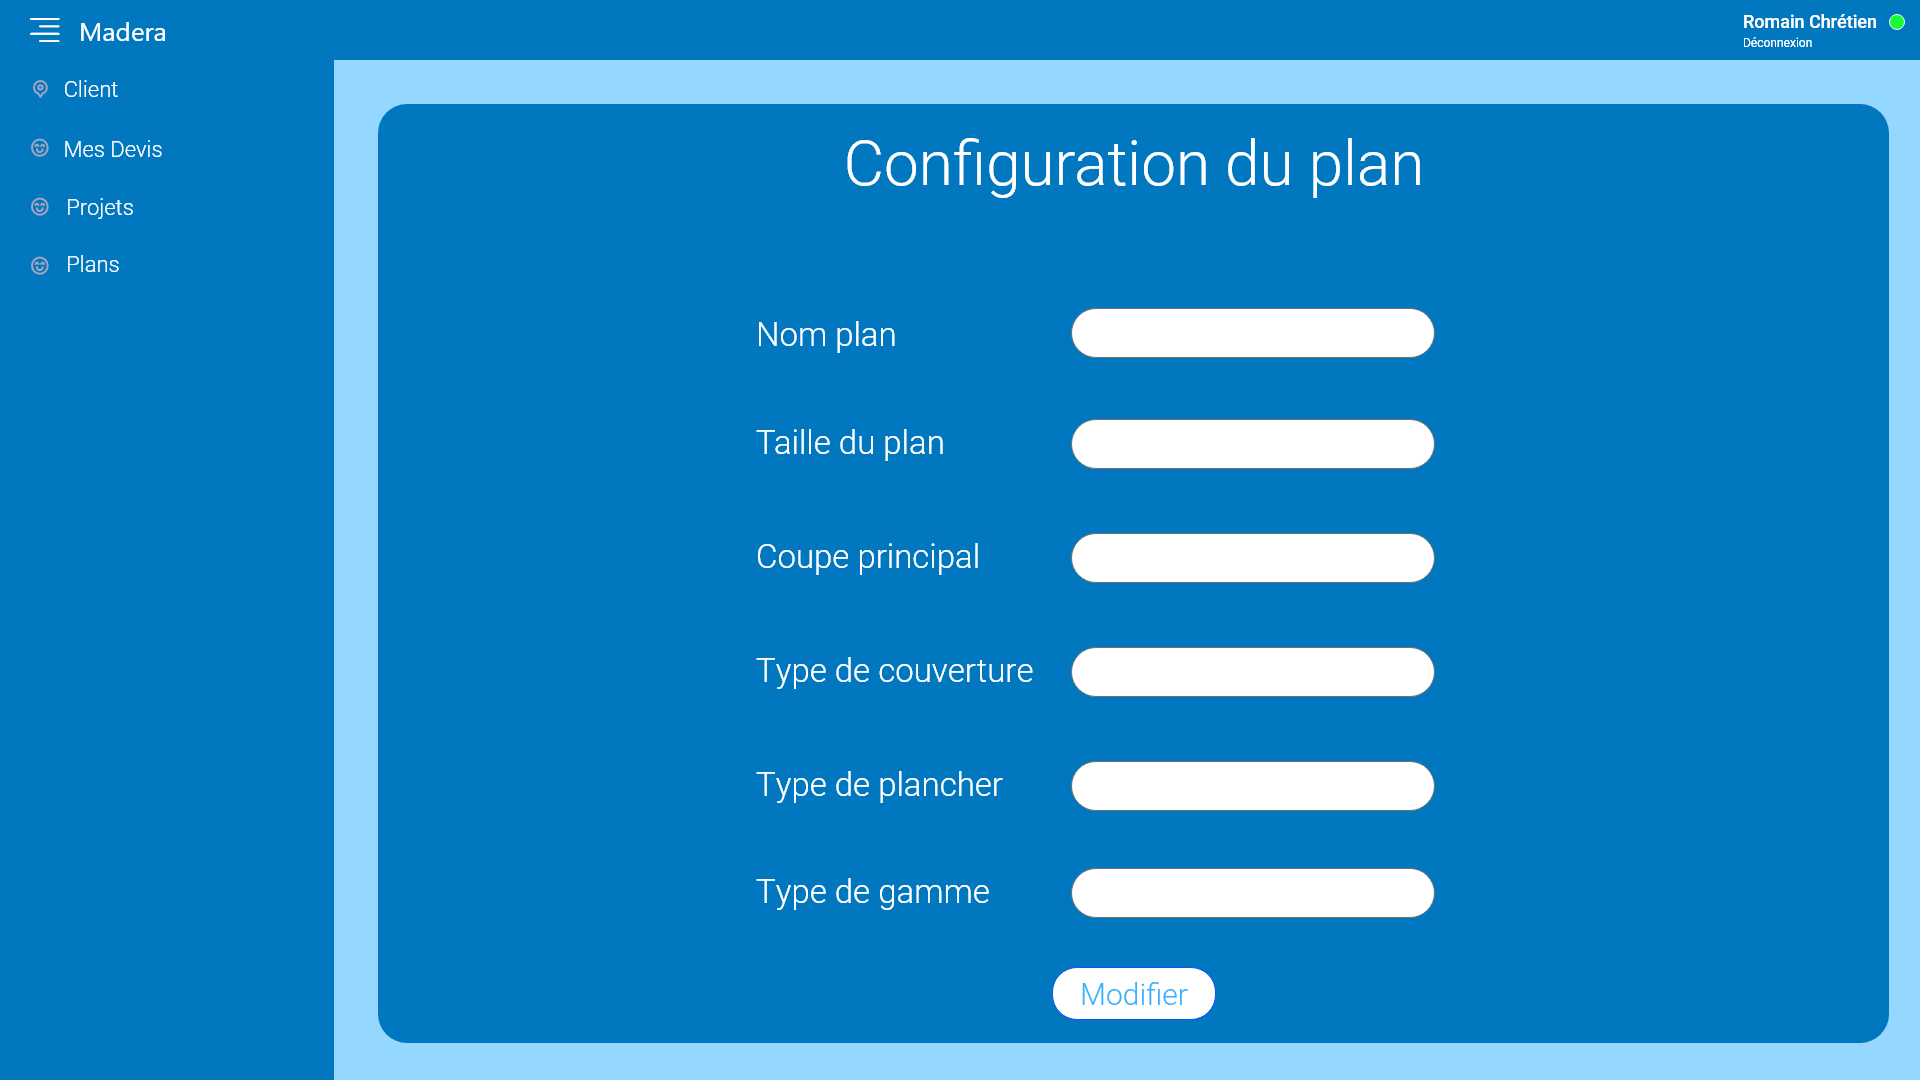 Madera
Romain Chrétien
Déconnexion
Client
Mes Devis
Projets
Plans
Configuration du plan
Nom plan
Taille du plan
Coupe principal
Type de couverture
Type de plancher
Type de gamme
Modifier